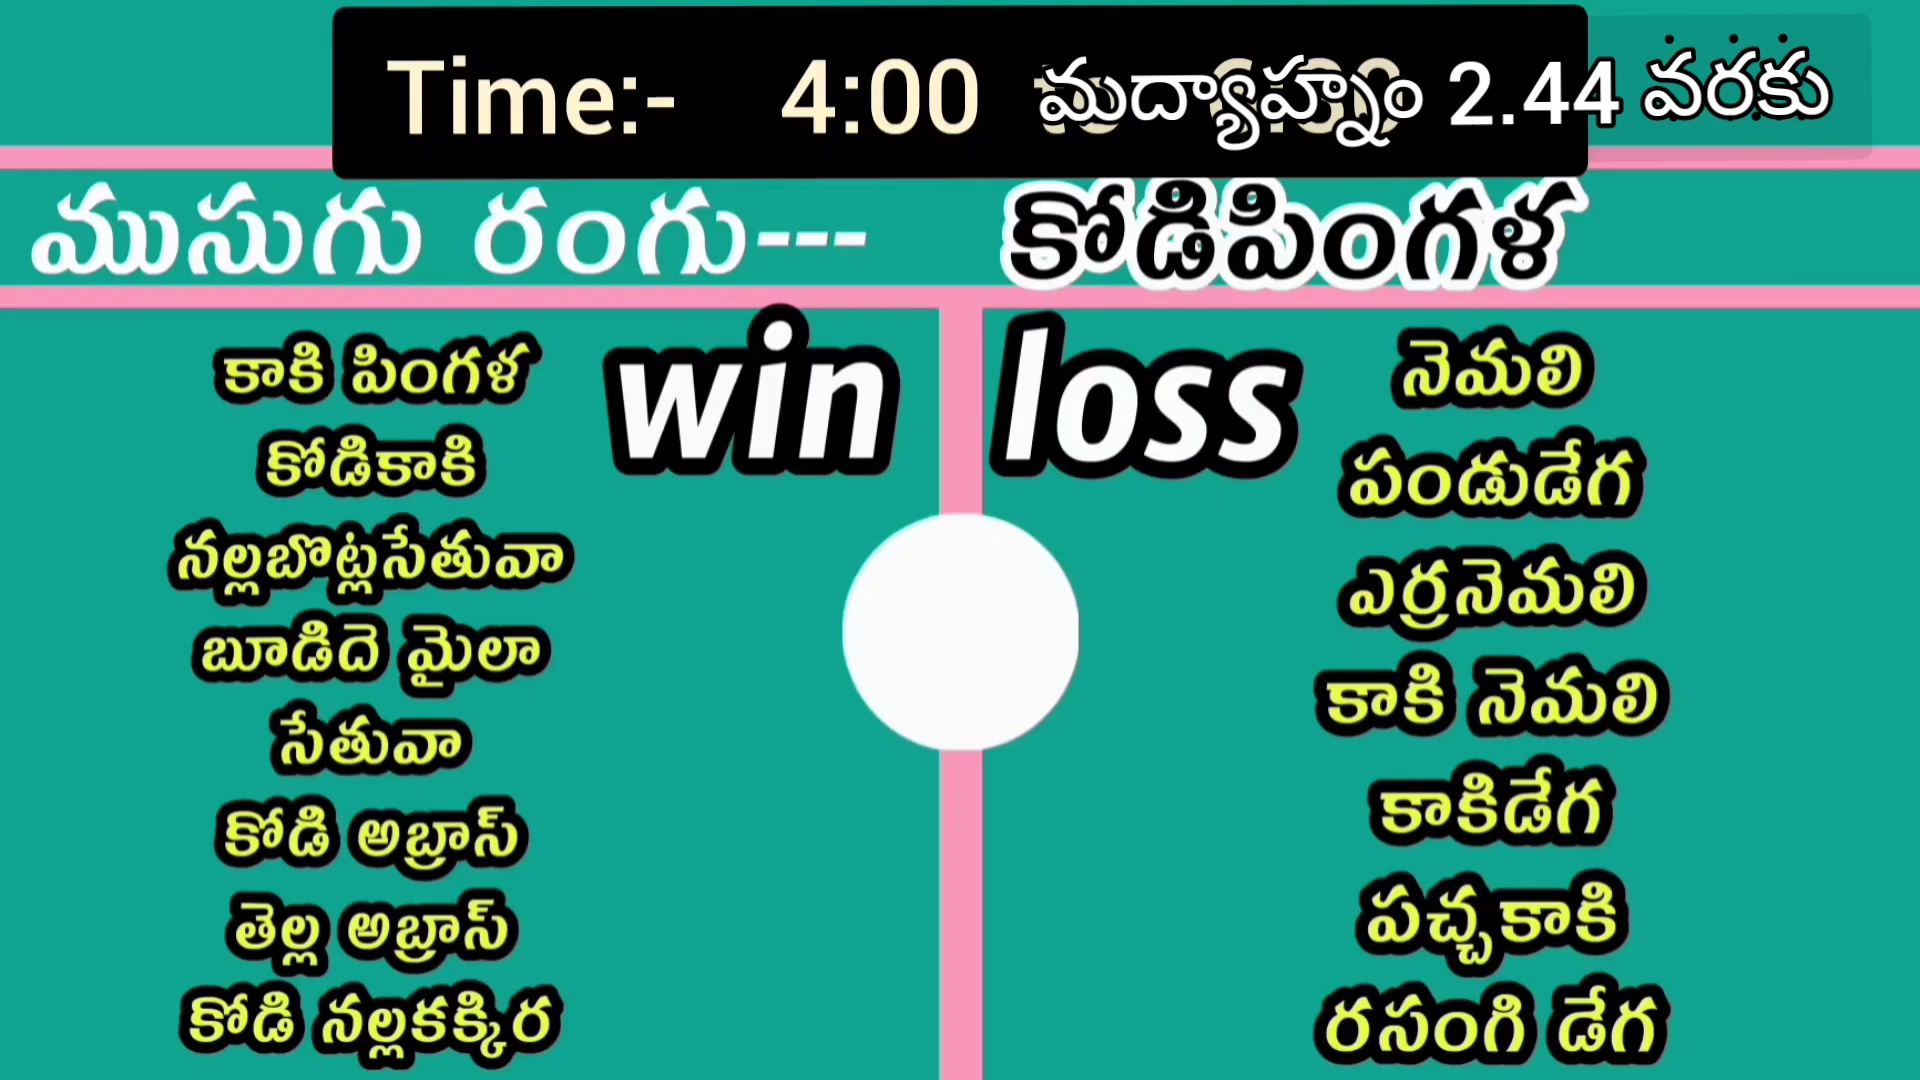 Time:- 4:00 మద్యాహ్నం 2.44 వరకు
ముసుగు రంగు--- కోడిపింగళ
win loss
కాకి పింగళ
కోడికాకి
నల్లబొట్లసేతువా
బూడిదె మైలా
సేతువా
కోడి అబ్రాస్
తెల్ల అబ్రాస్
కోడి నల్లకక్కిర
నెమలి
పండుడేగ
ఎర్రనెమలి
కాకి నెమలి
కాకిడేగ
పచ్చకాకి
రసంగి డేగ